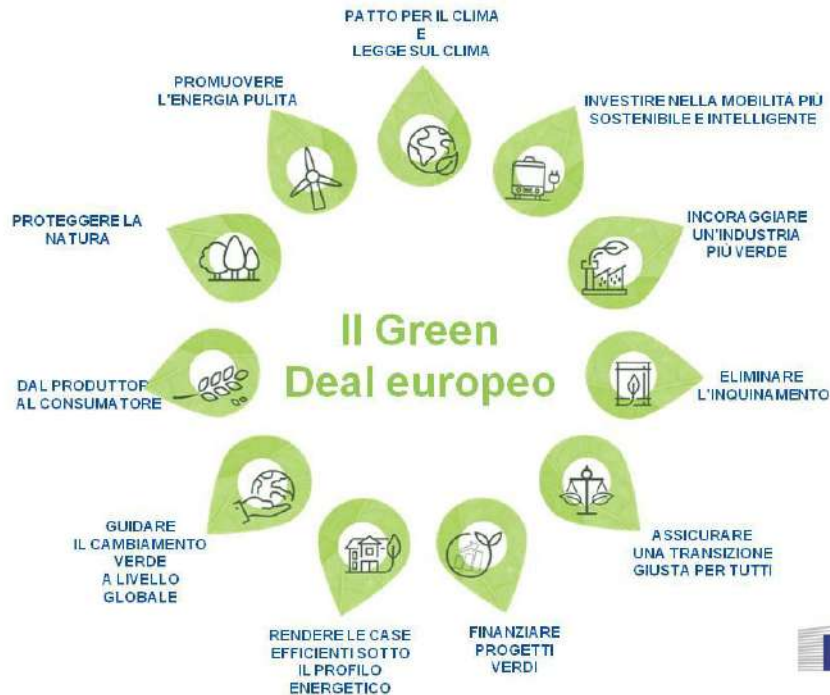 PATTO PER IL CLIMA
E
LEGGE SUL CLIMA
PROMUOVERE
L'ENERGIA PULITA
INVESTIRE NELLA MOBILITÀ PIÙ
SOSTENIBILE E INTELLIGENTE
PROTEGGERE LA
NATURA
INCORAGGIARE
UN'INDUSTRIA
PIÙ VERDE
Il Green
Deal europeo
DAL PRODUTTOR
AL CONSUMATORE
ELIMINARE
L'INQUINAMENTO
GUIDARE
IL CAMBIAMENTO
VERDE
A LIVELLO
GLOBALE
ASSICURARE
UNA TRANSIZIONE
GIUSTA PER TUTTI
RENDERE LE CASE
EFFICIENTI SOTTO
IL PROFILO
ENERGETICO
FINANZIARE
PROGETTI
VERDI